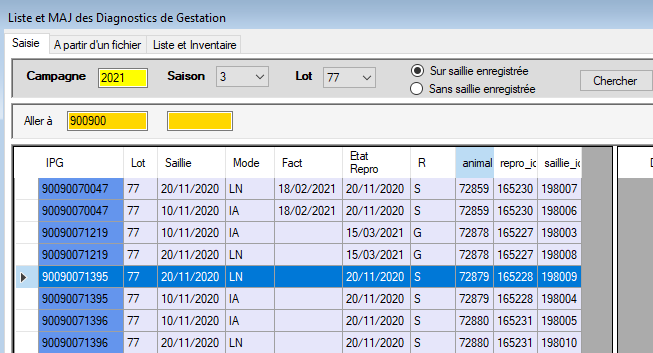 Liste et MAJ des Diagnostics de Gestation
Saisie A partir d'un fichier Liste et Inventaire
Campagne 2021 Saison 3 Lot 77 Sur saillie enregistrée
Sans saillie enregistrée
Chercher
Aller à 900900
IPG Lot Saillie Mode Fact Etat Repro R animal repro_ic saillie_ic D
90090070047 77 20/11/2020 LN 18/02/2021 20/11/2020 S 72859 165230 198007
90090070047 77 10/11/2020 IA 18/02/2021 20/11/2020 S 72859 165230 198006
90090071219 77 10/11/2020 IA 15/03/2021 G 72878 165227 198003
90090071219 77 20/11/2020 LN 15/03/2021 G 72878 165227 198008
90090071395 77 20/11/2020 LN 20/11/2020 S 72879 165228 198009
90090071395 77 10/11/2020 IA 20/11/2020 S 72879 165228 198004
90090071396 77 10/11/2020 IA 20/11/2020 S 72880 165231 198005
90090071396 77 20/11/2020 LN 20/11/2020 S 72880 165231 198010